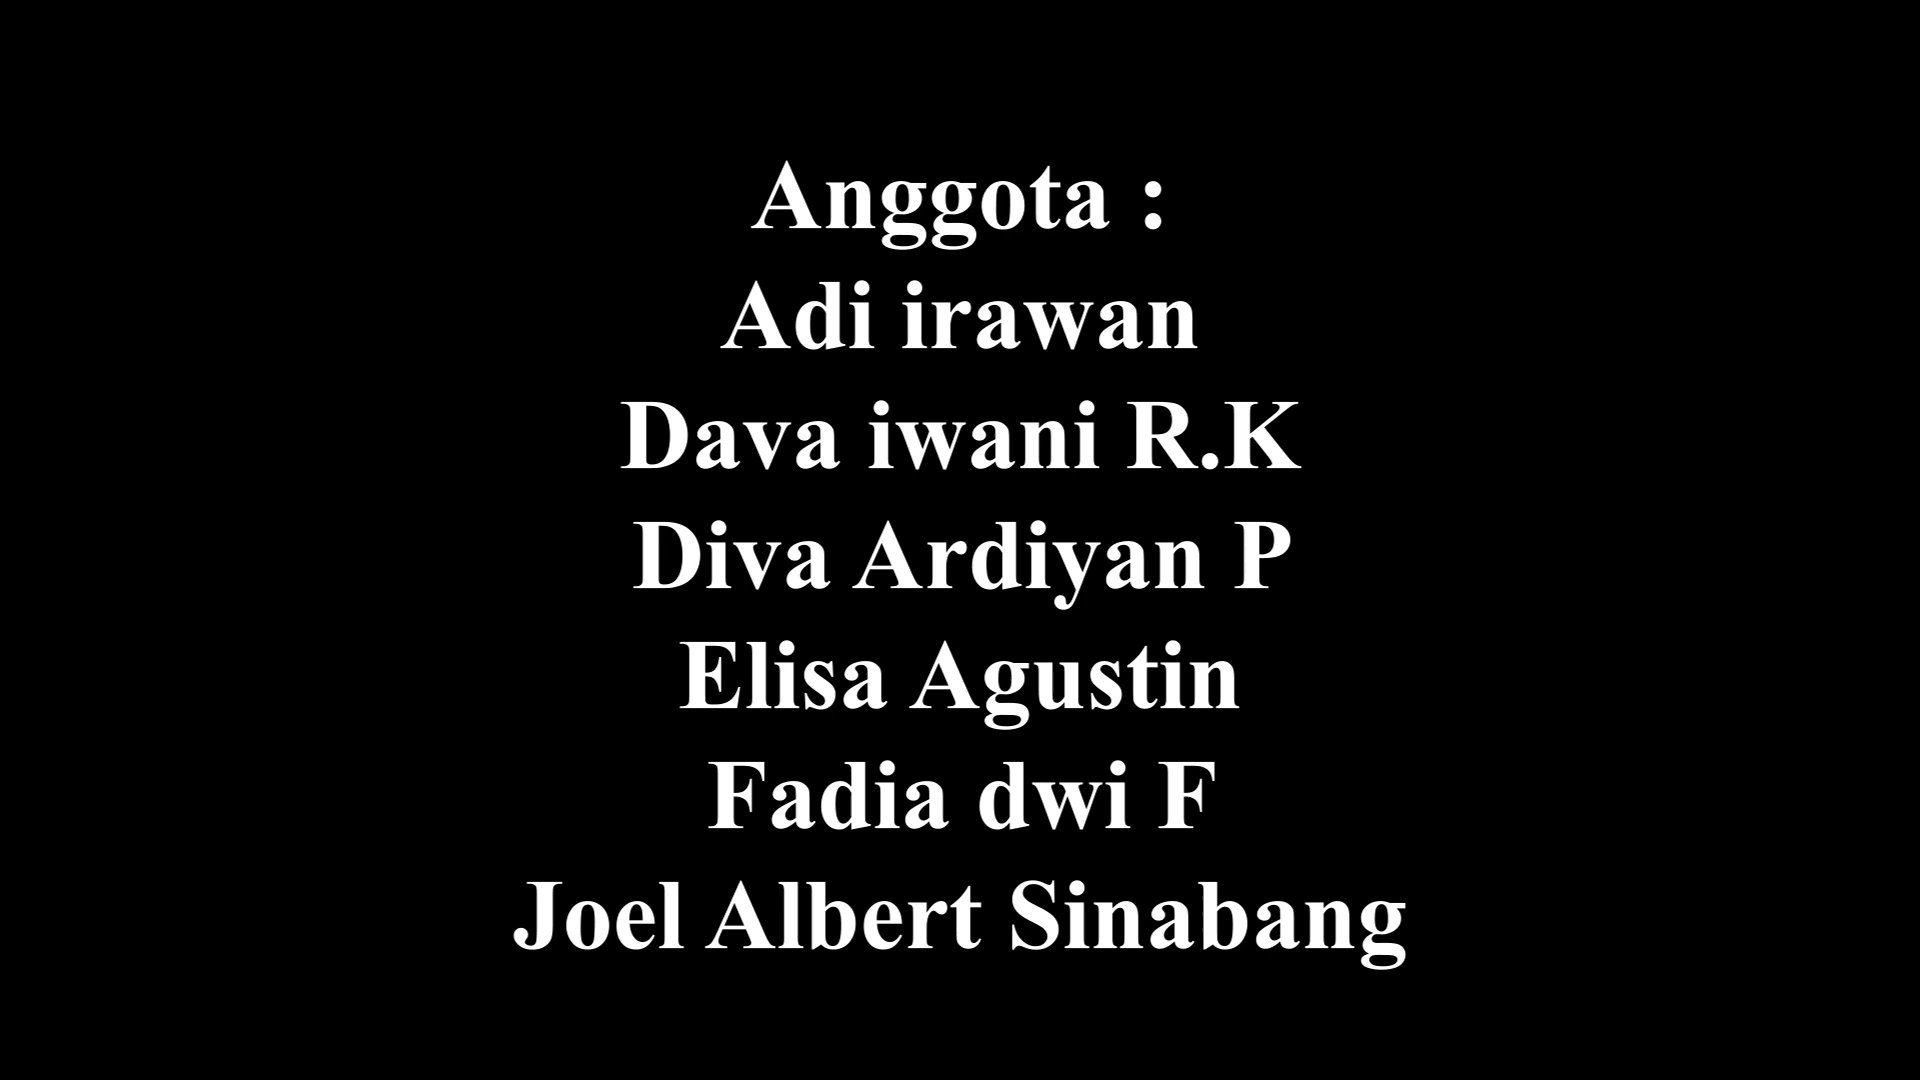 Anggota :
Adi irawan
Dava iwani R.K
Diva Ardiyan P
Elisa Agustin
Fadia dwi F
Joel Albert Sinabang